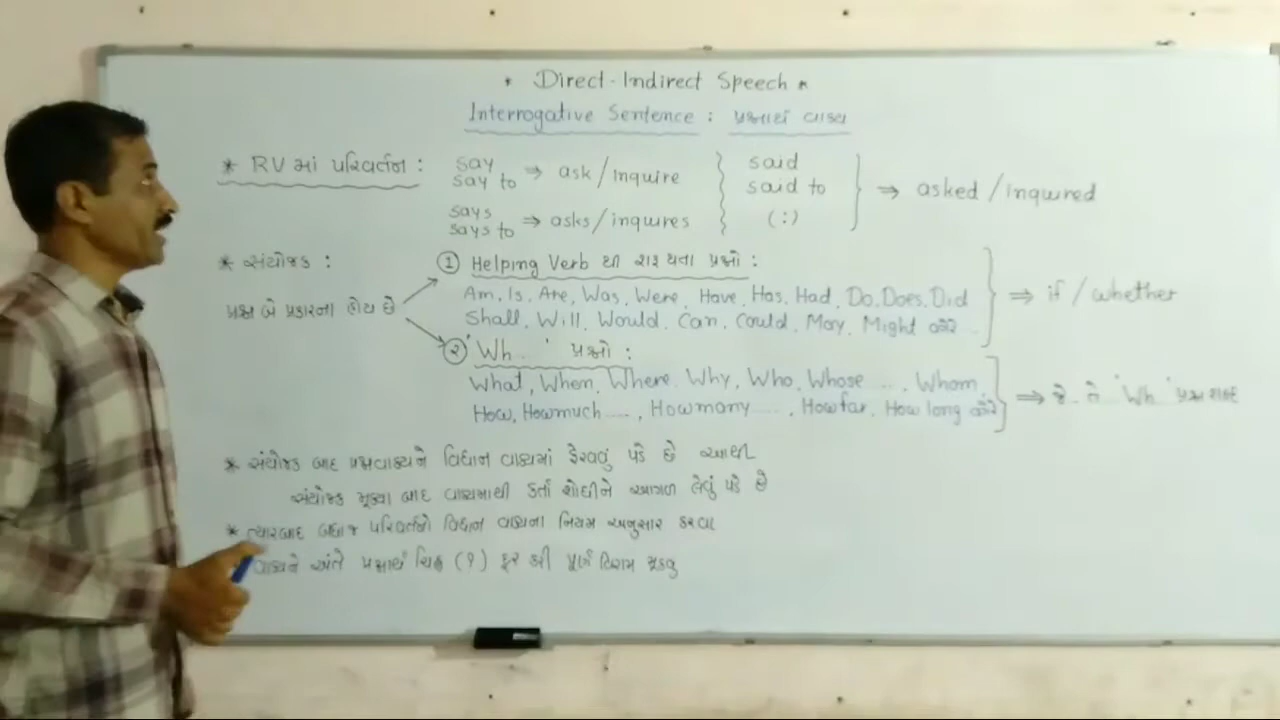 * Direct-Indirect Speech *
Interrogative Sentence : પ્રશ્નાર્થ વાક્ય
* RV માં પરિવર્તન :
say
say to ⇒ ask/inquire
says
says to ⇒ asks/inquires
said
said to
(:)
⇒ asked/inquired
* સંયોજક :
પ્રશ્ન બે પ્રકારના હોય છે
① Helping Verb થી શરૂ થતા પ્રશ્નો :
Am, Is, Are, Was, Were, Have, Has, Had, Do, Does, Did
Shall, Will, Would, Can, Could, May, Might વગેરે
⇒ if/whether
② 'Wh...' પ્રશ્નો :
What, When, Where, Why, Who, Whose ...., Whom,
How, How much ...., How many ...., How far, How long વગેરે
⇒ જે. તે 'Wh' પ્રશ્ન શબ્દ
* સંયોજક બાદ પ્રશ્નવાક્યને વિધાન વાક્યમાં ફેરવવું પડે છે આથી
સંયોજક મૂક્યા બાદ વાક્યમાથી કર્તા શોધીને આગળ લેવું પડે છે
* ત્યારબાદ બધા જ પરિવર્તનો વિધાન વાક્યના નિયમ અનુસાર કરવા
વાક્યને અંતે પ્રશ્નાર્થ ચિહ્ન (?) દૂર કરી પૂર્ણ વિરામ મૂકવુ